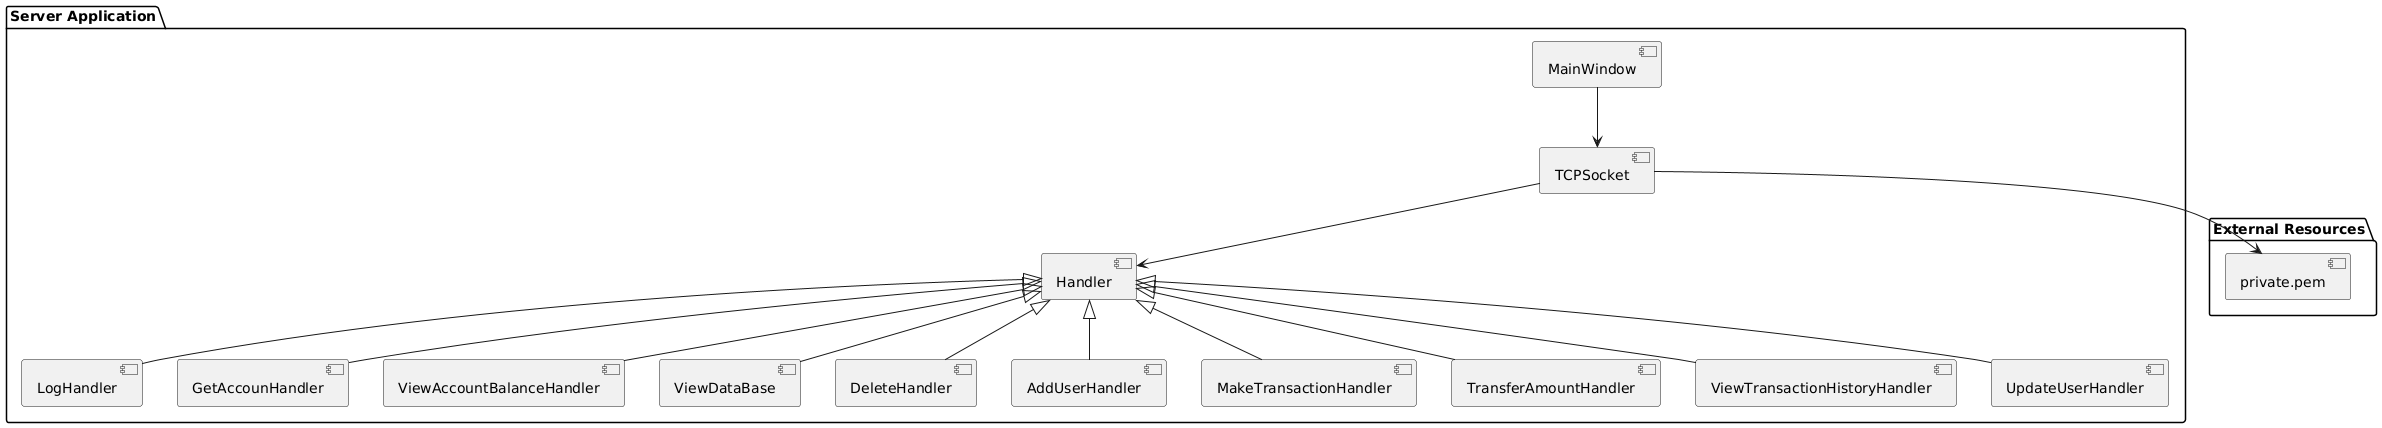 Server Application
MainWindow
TCPSocket
External Resources
Handler
private.pem
LogHandler
GetAccounHandler
ViewAccountBalanceHandler
ViewDataBase
DeleteHandler
AddUserHandler
MakeTransactionHandler
TransferAmountHandler
ViewTransactionHistoryHandler
UpdateUserHandler